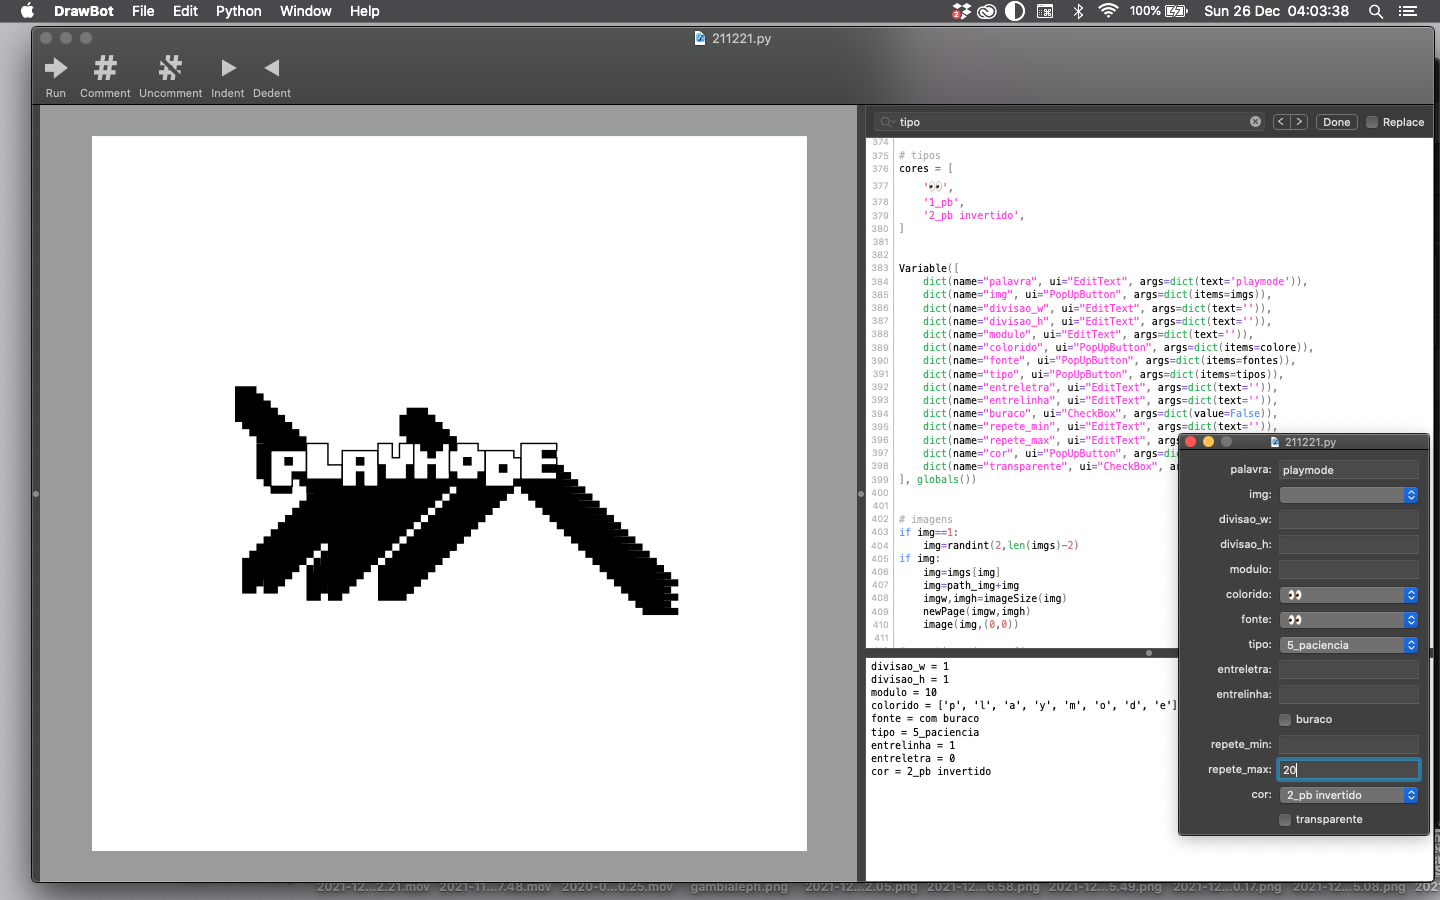 DrawBot File Edit Python Window Help 2 100% Sun 26 Dec 04:03:38
211221.py
Run Comment Uncomment Indent Dedent
tipo < > Done Replace
374
375 # tipos
376 cores = [
377 '👀',
378 '1_pb',
379 '2_pb invertido',
380 ]
381
382
383 Variable([
384 dict(name="palavra", ui="EditText", args=dict(text='playmode')),
385 dict(name="img", ui="PopUpButton", args=dict(items=imgs)),
386 dict(name="divisao_w", ui="EditText", args=dict(text='')),
387 dict(name="divisao_h", ui="EditText", args=dict(text='')),
388 dict(name="modulo", ui="EditText", args=dict(text='')),
389 dict(name="colorido", ui="PopUpButton", args=dict(items=colore)),
390 dict(name="fonte", ui="PopUpButton", args=dict(items=fontes)),
391 dict(name="tipo", ui="PopUpButton", args=dict(items=tipos)),
392 dict(name="entreletra", ui="EditText", args=dict(text='')),
393 dict(name="entrelinha", ui="EditText", args=dict(text='')),
394 dict(name="buraco", ui="CheckBox", args=dict(value=False)),
395 dict(name="repete_min", ui="EditText", args=dict(text='')),
396 dict(name="repete_max", ui="EditText", arg
397 dict(name="cor", ui="PopUpButton", args=di
398 dict(name="transparente", ui="CheckBox", a
399 ], globals())
400
401
402 # imagens
403 if img==1:
404 img=randint(2,len(imgs)-2)
405 if img:
406 img=imgs[img]
407 img=path_img+img
408 imgw,imgh=imageSize(img)
409 newPage(imgw,imgh)
410 image(img,(0,0))
411
PLAYMODE
divisao_w = 1
divisao_h = 1
modulo = 10
colorido = ['p', 'l', 'a', 'y', 'm', 'o', 'd', 'e']
fonte = com buraco
tipo = 5_paciencia
entrelinha = 1
entreletra = 0
cor = 2_pb invertido
211221.py
palavra: playmode
img:
divisao_w:
divisao_h:
modulo:
colorido: 👀
fonte: 👀
tipo: 5_paciencia
entreletra:
entrelinha:
buraco
repete_min:
repete_max: 20
cor: 2_pb invertido
transparente
2021-12...2.21.mov 2021-11...7.48.mov 2020-0...0.25.mov gambialeph.png 2021-12...2.05.png 2021-12...6.58.png 2021-12...5.49.png 2021-12...0.17.png 2021-12...5.08.png 2021